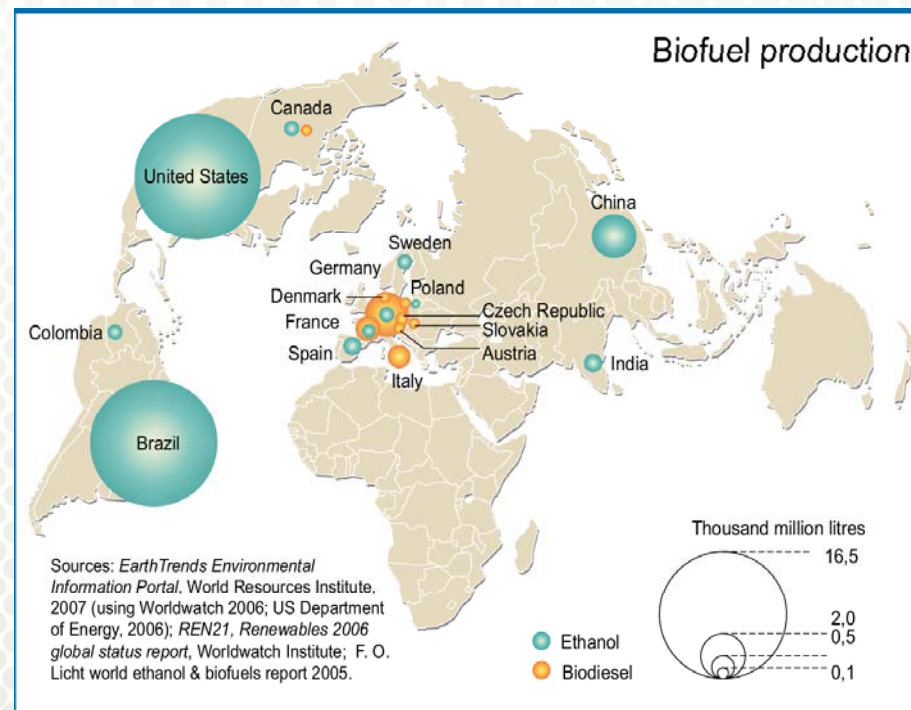 Biofuel production
Canada
United States
China
Sweden
Germany
Poland
Denmark
Czech Republic
France
Slovakia
Colombia
Spain
Austria
India
Italy
Brazil
Thousand million litres
16,5
2,0
0,5
0,1
Ethanol
Biodiesel
Sources: EarthTrends Environmental
Information Portal, World Resources Institute,
2007 (using Worldwatch 2006; US Department
of Energy, 2006); REN21, Renewables 2006
global status report, Worldwatch Institute; F. O.
Licht world ethanol & biofuels report 2005.